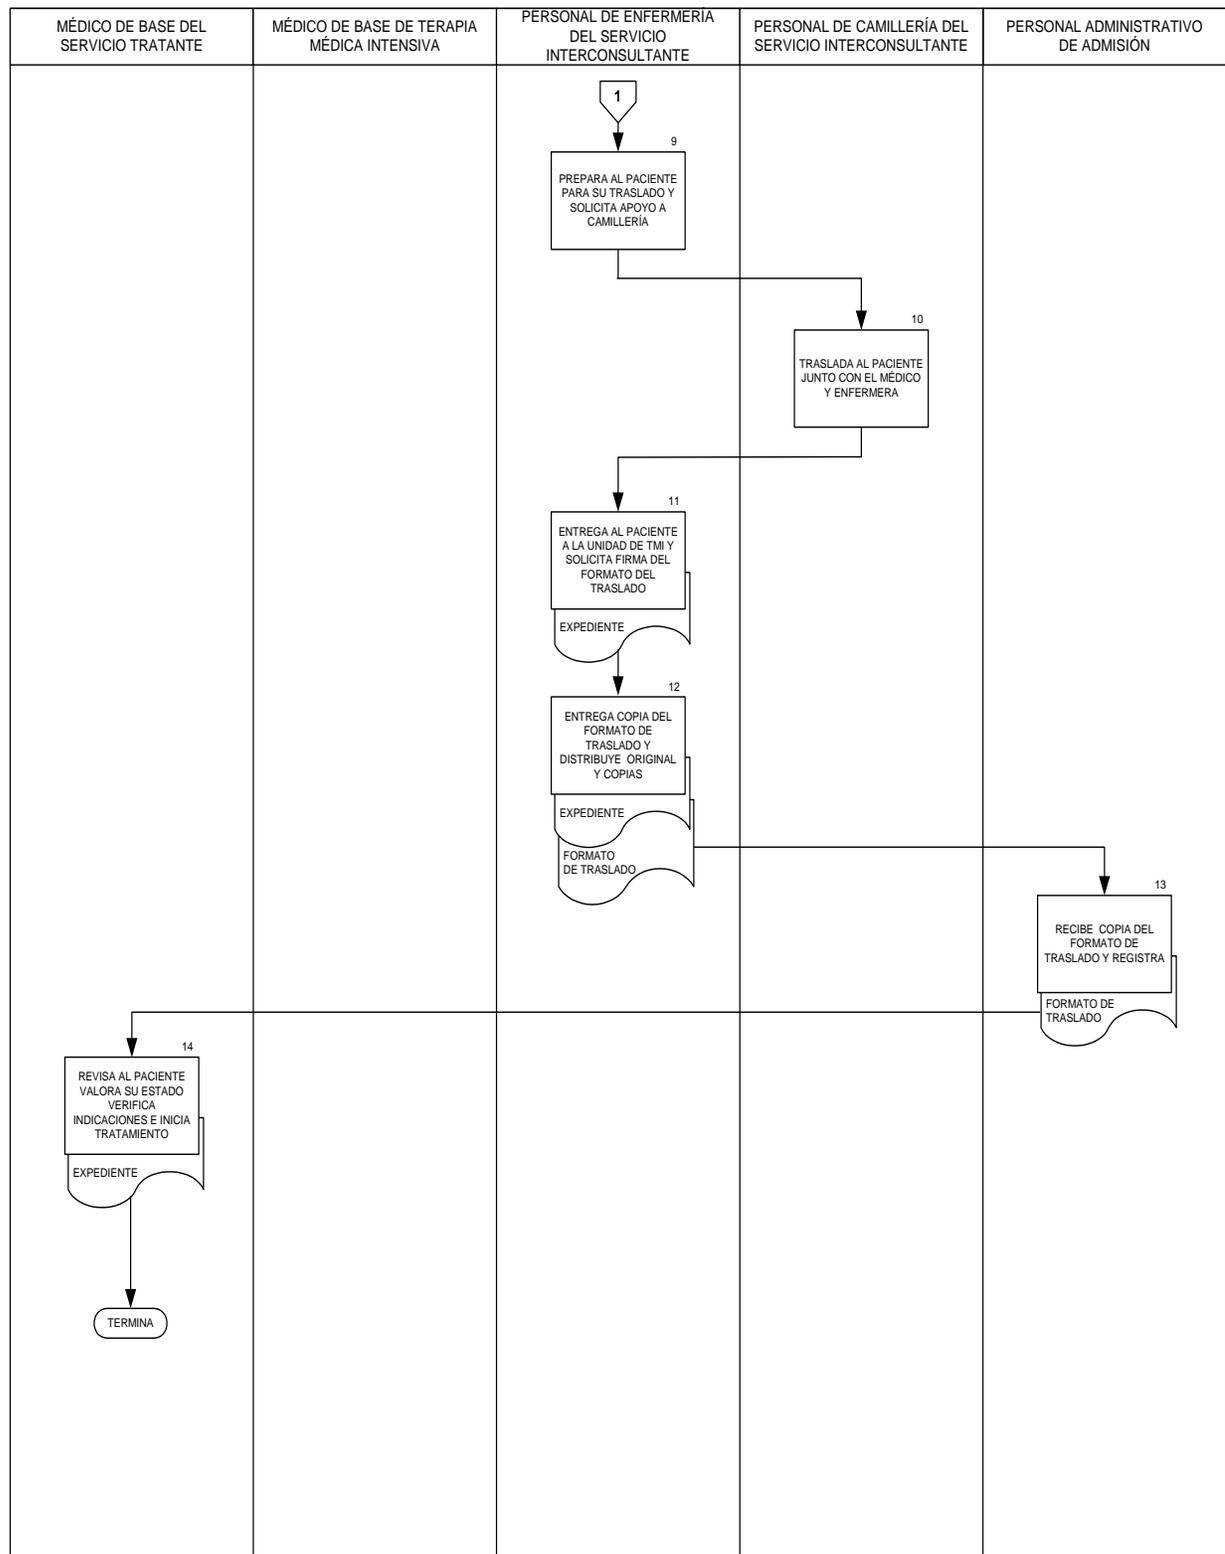 MÉDICO DE BASE DEL
SERVICIO TRATANTE
MÉDICO DE BASE DE TERAPIA
MÉDICA INTENSIVA
PERSONAL DE ENFERMERÍA
DEL SERVICIO
INTERCONSULTANTE
PERSONAL DE CAMILLERÍA DEL
SERVICIO INTERCONSULTANTE
PERSONAL ADMINISTRATIVO
DE ADMISIÓN
1
9
PREPARA AL PACIENTE
PARA SU TRASLADO Y
SOLICITA APOYO A
CAMILLERÍA
10
TRASLADA AL PACIENTE
JUNTO CON EL MÉDICO
Y ENFERMERA
11
ENTREGA AL PACIENTE
A LA UNIDAD DE TMI Y
SOLICITA FIRMA DEL
FORMATO DEL
TRASLADO
EXPEDIENTE
12
ENTREGA COPIA DEL
FORMATO DE
TRASLADO Y
DISTRIBUYE ORIGINAL
Y COPIAS
EXPEDIENTE
FORMATO
DE TRASLADO
13
RECIBE COPIA DEL
FORMATO DE
TRASLADO Y REGISTRA
FORMATO DE
TRASLADO
14
REVISA AL PACIENTE
VALORA SU ESTADO
VERIFICA
INDICACIONES E INICIA
TRATAMIENTO
EXPEDIENTE
TERMINA